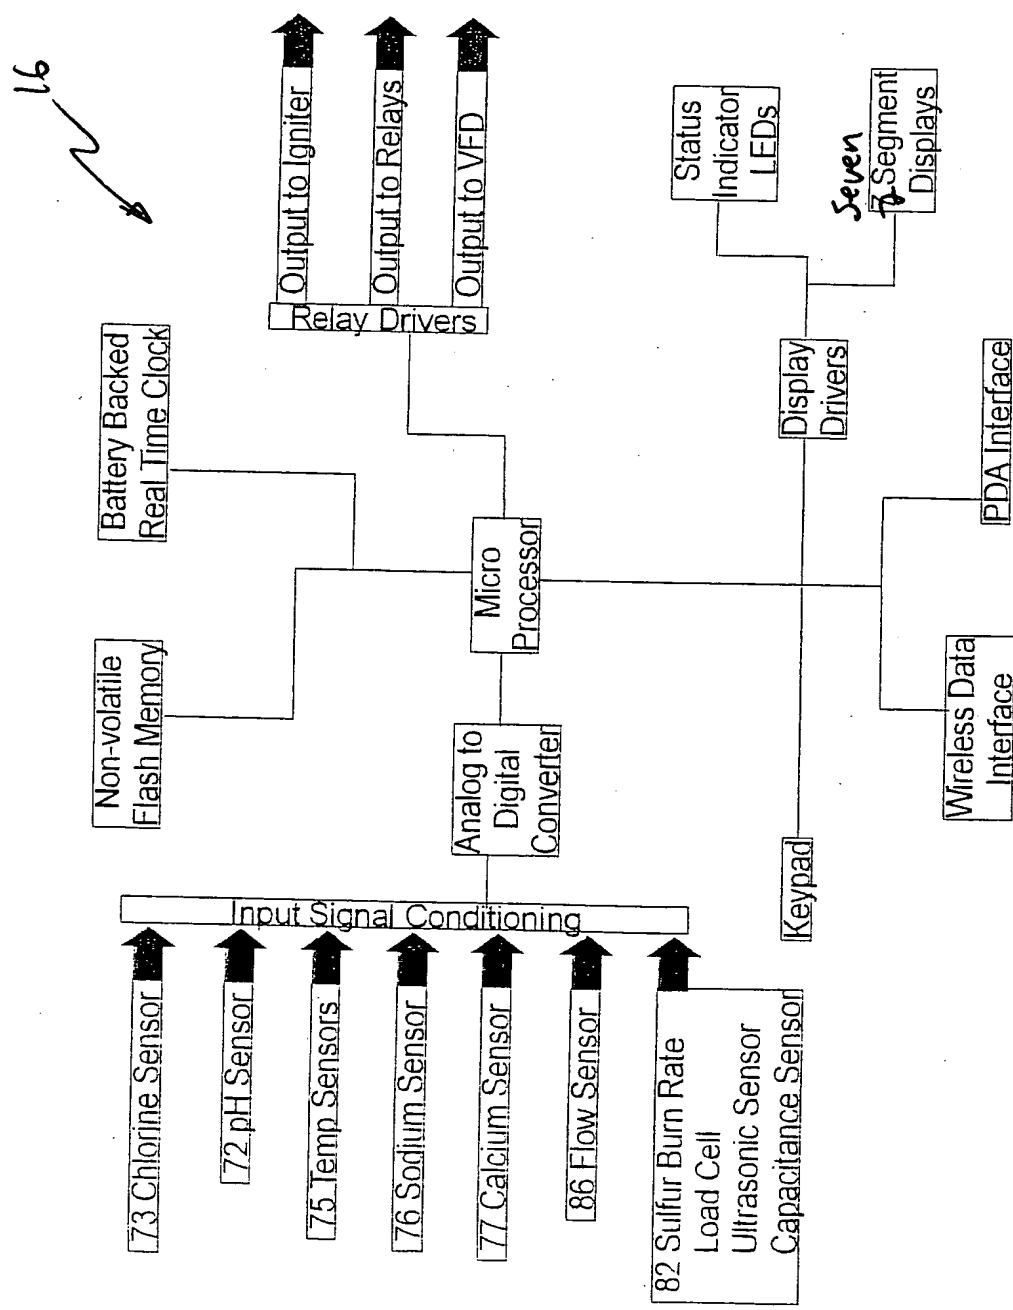 16
73 Chlorine Sensor
72 pH Sensor
75 Temp Sensors
76 Sodium Sensor
77 Calcium Sensor
86 Flow Sensor
82 Sulfur Burn Rate
Load Cell
Ultrasonic Sensor
Capacitance Sensor
Input Signal Conditioning
Analog to
Digital
Converter
Non-volatile
Flash Memory
Battery Backed
Real Time Clock
Micro
Processor
Relay Drivers
Output to Igniter
Output to Relays
Output to VFD
Keypad
Display
Drivers
Status
Indicator
LEDs
Seven
7 Segment
Displays
Wireless Data
Interface
PDA Interface